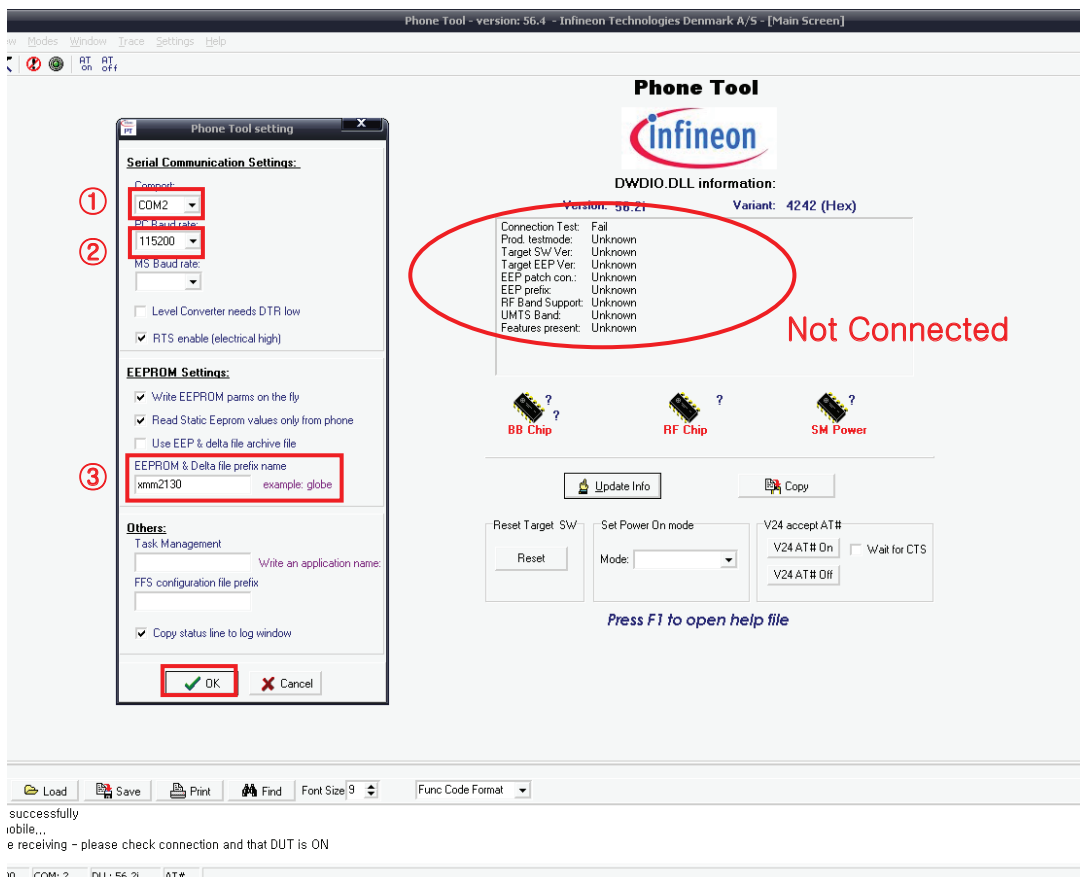 Phone Tool - version: 56.4 - Infineon Technologies Denmark A/S - [Main Screen]
Modes Window Trace Settings Help
AT on AT off
Phone Tool
infineon
DWDIO.DLL information:
Version: 56.2i Variant: 4242 (Hex)
Connection Test: Fail
Prod. testmode: Unknown
Target SW Ver: Unknown
Target EEP Ver: Unknown
EEP patch con.: Unknown
EEP prefix: Unknown
RF Band Support: Unknown
UMTS Band: Unknown
Features present: Unknown
Not Connected
? ? ? ?
BB Chip RF Chip SM Power
Update Info Copy
Reset Target SW Set Power On mode V24 accept AT#
Reset Mode: V24 AT# On Wait for CTS
V24 AT# Off
Press F1 to open help file
PT Phone Tool setting X
Serial Communication Settings:
Comport:
① COM2
PC Baud rate:
② 115200
MS Baud rate:
Level Converter needs DTR low
RTS enable (electrical high)
EEPROM Settings:
Write EEPROM parms on the fly
Read Static Eeprom values only from phone
Use EEP & delta file archive file
EEPROM & Delta file prefix name
③ xmm2130 example: globe
Others:
Task Management
Write an application name:
FFS configuration file prefix
Copy status line to log window
OK Cancel
Load Save Print Find Font Size 9 Func Code Format
successfully
e receiving - please check connection and that DUT is ON
COM: 2 DLL: 56.2i AT#